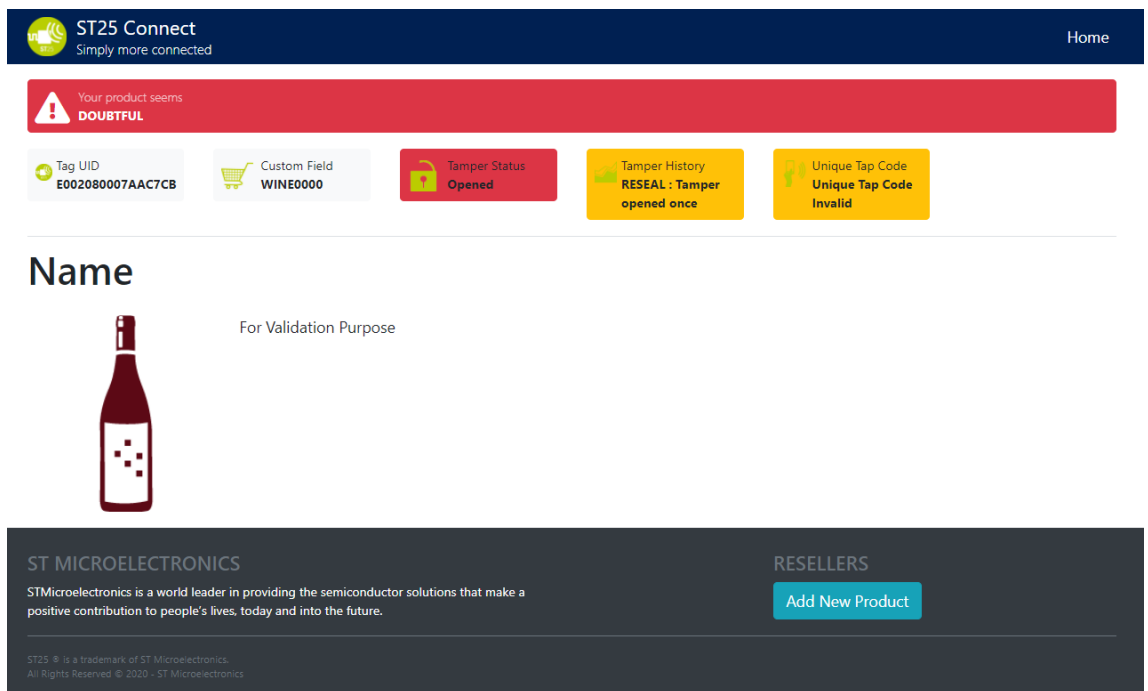 ST25 Connect
Simply more connected
Home
Your product seems
DOUBTFUL
Tag UID
E002080007AAC7CB
Custom Field
WINE0000
Tamper Status
Opened
Tamper History
RESEAL : Tamper
opened once
Unique Tap Code
Unique Tap Code
Invalid
Name
For Validation Purpose
ST MICROELECTRONICS
STMicroelectronics is a world leader in providing the semiconductor solutions that make a
positive contribution to people's lives, today and into the future.
RESELLERS
Add New Product
ST25 ® is a trademark of ST Microelectronics.
All Rights Reserved © 2020 - ST Microelectronics